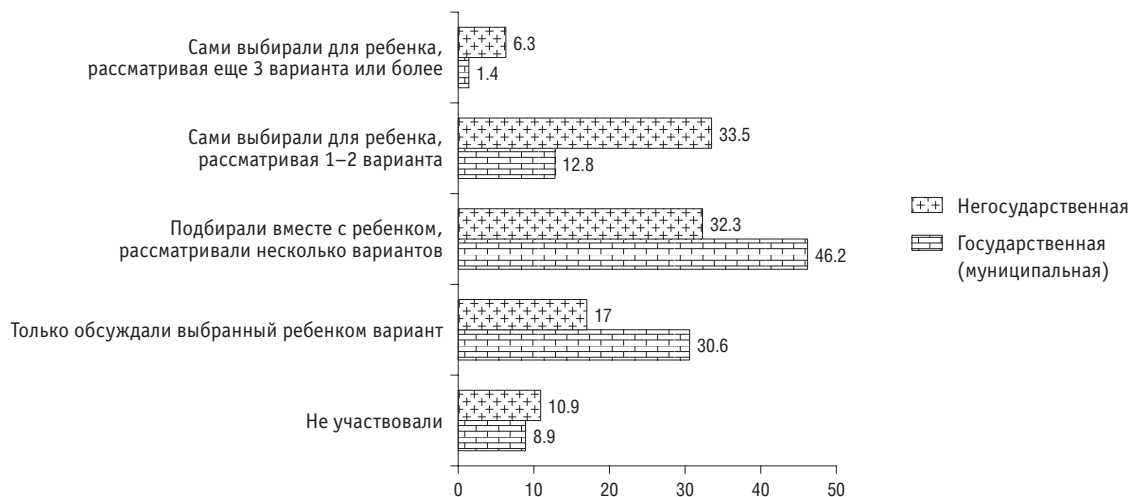 Сами выбирали для ребенка,
рассматривая еще 3 варианта или более
6.3
1.4
Сами выбирали для ребенка,
рассматривая 1–2 варианта
33.5
12.8
Подбирали вместе с ребенком,
рассматривали несколько вариантов
32.3
46.2
Только обсуждали выбранный ребенком вариант
17
30.6
Не участвовали
10.9
8.9
0 10 20 30 40 50
Негосударственная
Государственная
(муниципальная)